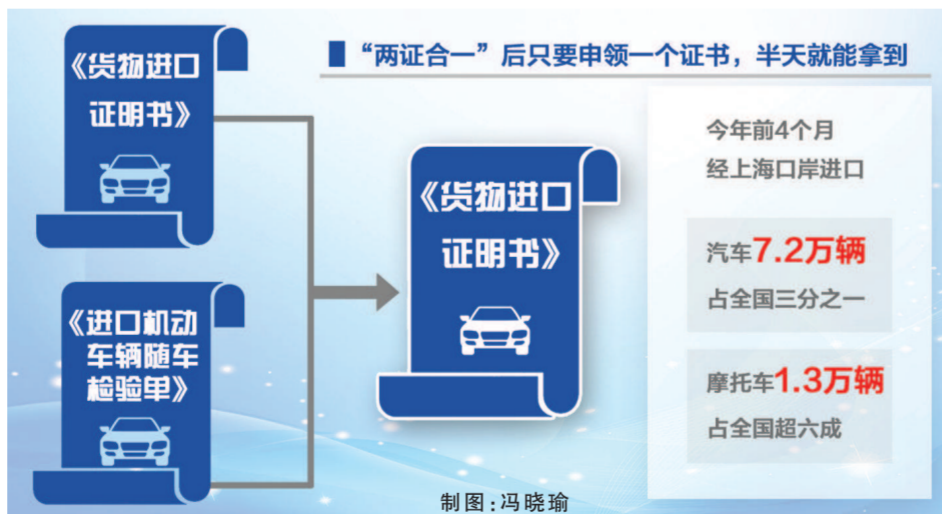 “两证合一”后只要申领一个证书，半天就能拿到
《货物进口
证明书》
《进口机动
车辆随车
检验单》
《货物进口
证明书》
今年前4个月
经上海口岸进口
汽车7.2万辆
占全国三分之一
摩托车1.3万辆
占全国超六成
制图:冯晓瑜